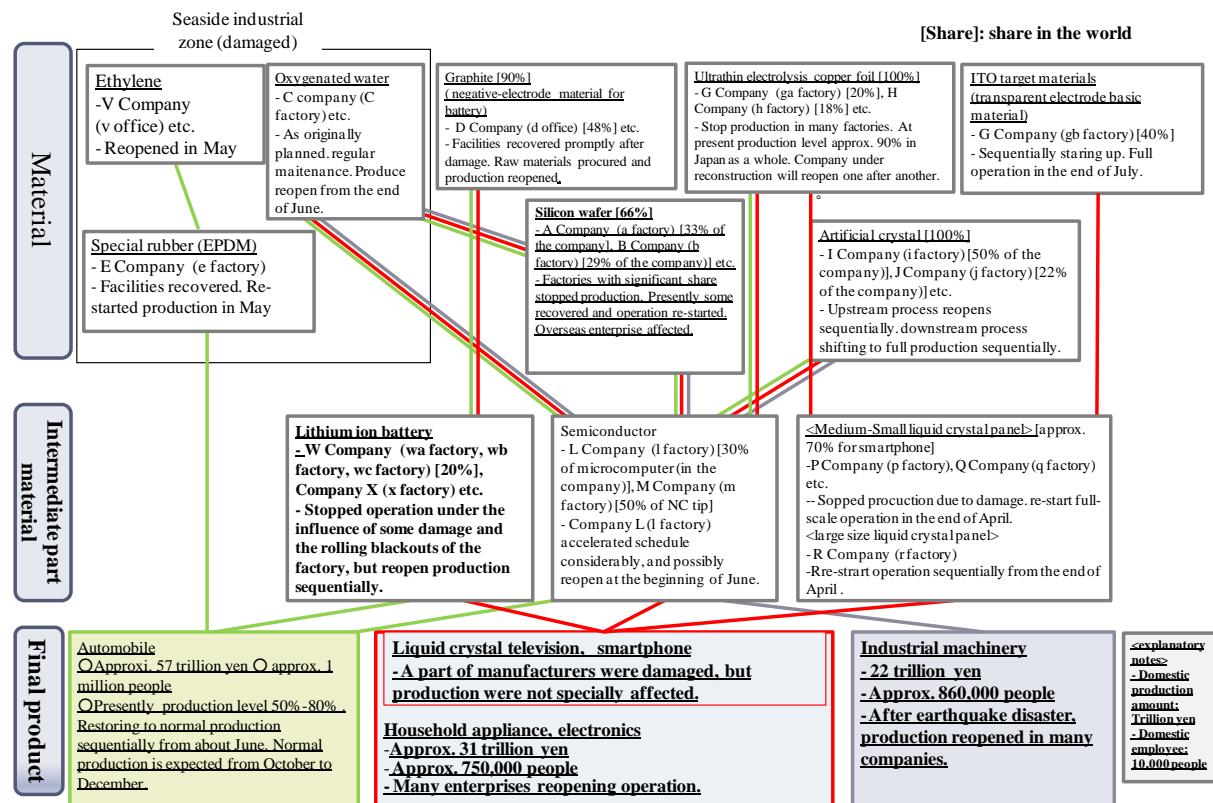 Seaside industrial
zone (damaged)
[Share]: share in the world
Material
Ethylene
-V Company
(v office) etc.
- Reopened in May
Oxygenated water
- C company (C
factory) etc.
- As originally
planned. regular
maitenance. Produce
reopen from the end
of June.
Graphite [90%]
( negative-electrode material for
battery)
- D Company (d office) [48%] etc.
- Facilities recovered promptly after
damage. Raw materials procured and
production reopened.
Ultrathin electrolysis copper foil [100%]
- G Company (ga factory) [20%], H
Company (h factory) [18%] etc.
- Stop production in many factories. At
present production level approx. 90% in
Japan as a whole. Company under
reconstruction will reopen one after another.
。
ITO target materials
(transparent electrode basic
material)
- G Company (gb factory) [40%]
- Sequentially staring up. Full
operation in the end of July.
Special rubber (EPDM)
- E Company (e factory)
- Facilities recovered. Re-
started production in May
Silicon wafer [66%]
- A Company (a factory) [33% of
the company], B Company (b
factory) [29% of the company)] etc.
- Factories with significant share
stopped production. Presently some
recovered and operation re-started.
Overseas enterprise affected.
Artificial crystal [100%]
- I Company (i factory) [50% of the
company)], J Company (j factory) [22%
of the company)] etc.
- Upstream process reopens
sequentially. downstream process
shifting to full production sequentially.
Intermediate part
material
Lithium ion battery
- W Company (wa factory, wb
factory, wc factory) [20%],
Company X (x factory) etc.
- Stopped operation under the
influence of some damage and
the rolling blackouts of the
factory, but reopen production
sequentially.
Semiconductor
- L Company (l factory) [30%
of microcomputer (in the
company)], M Company (m
factory) [50% of NC tip]
- Company L (l factory)
accelerated schedule
considerably, and possibly
reopen at the beginning of June.
<Medium-Small liquid crystal panel> [approx.
70% for smartphone]
-P Company (p factory), Q Company (q factory)
etc.
-- Sopped procuction due to damage. re-start full-
scale operation in the end of April.
<large size liquid crystal panel>
- R Company (r factory)
-Rre-strart operation sequentially from the end of
April .
Final product
Automobile
○Approxi. 57 trillion yen ○ approx. 1
million people
○Presently production level 50% -80% .
Restoring to normal production
sequentially from about June. Normal
production is expected from October to
December.
Liquid crystal television, smartphone
- A part of manufacturers were damaged, but
production were not specially affected.
Household appliance, electronics
- Approx. 31 trillion yen
- Approx. 750,000 people
- Many enterprises reopening operation.
Industrial machinery
- 22 trillion yen
- Approx. 860,000 people
- After earthquake disaster,
production reopened in many
companies.
<explanatory
notes>
- Domestic
production
amount:
Trillion yen
- Domestic
employee:
10,000 people